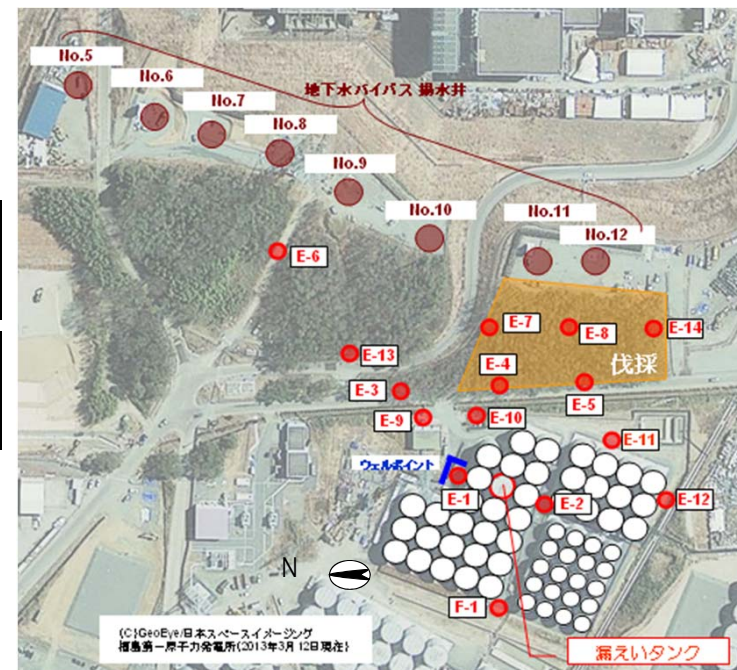 No.5
No.6
No.7
No.8
地下水バイパス 揚水井
No.9
No.10
No.11
No.12
E-6
E-7
E-8
E-14
伐採
E-13
E-4
E-3
E-5
E-9
E-10
E-11
ウェルポイント
E-1
E-2
E-12
N
F-1
(C)GeoEye/日本スペースイメージング
福島第一原子力発電所(2013年3月12日現在)
漏えいタンク